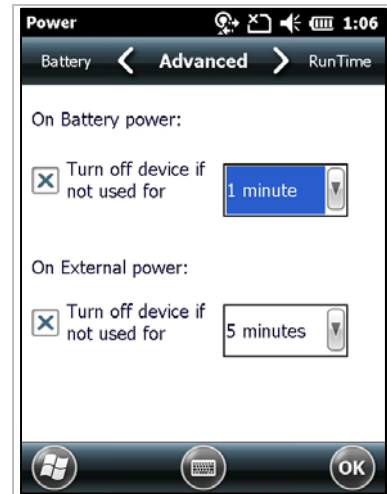 Power 1:06
Battery Advanced RunTime
On Battery power:
Turn off device if
not used for
1 minute
On External power:
Turn off device if
not used for
5 minutes
OK